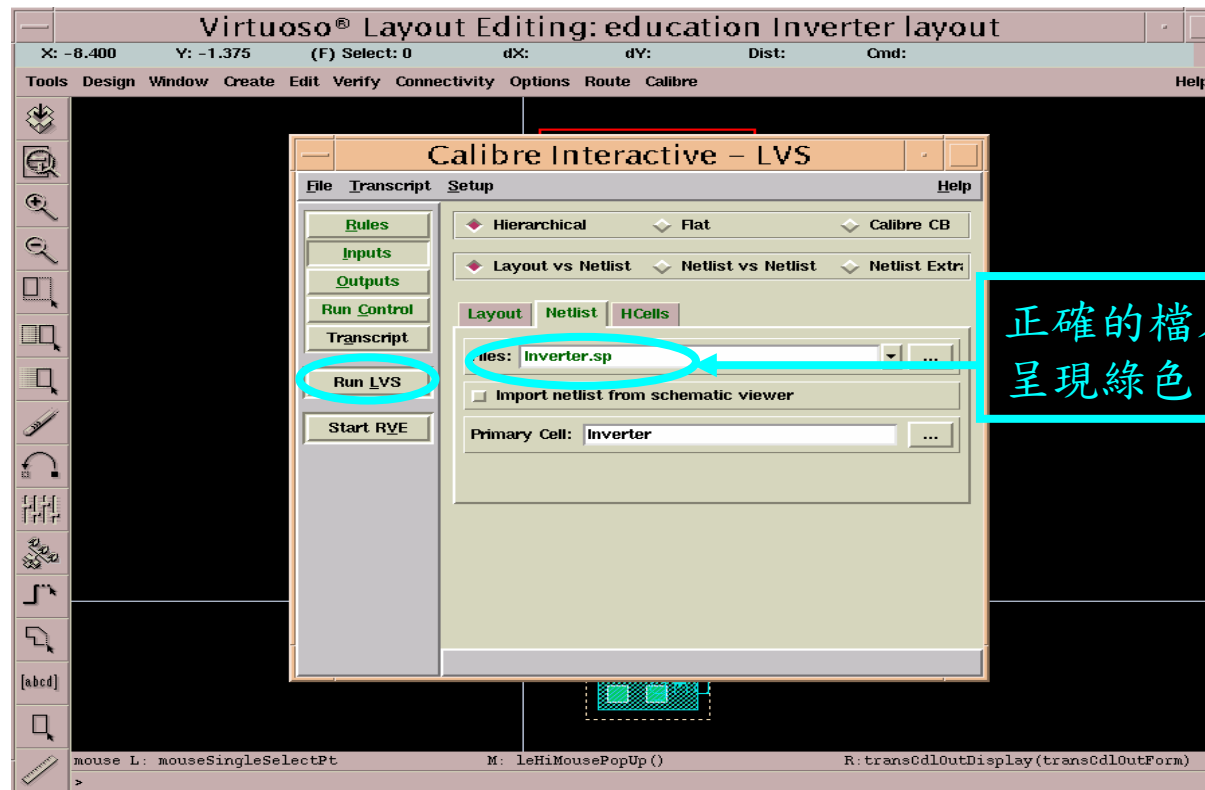 Virtuoso® Layout Editing: education Inverter layout
X: -8.400 Y: -1.375 (F) Select: 0 dX: dY: Dist: Cmd:
Tools Design Window Create Edit Verify Connectivity Options Route Calibre Help
Calibre Interactive – LVS
File Transcript Setup Help
Rules
Inputs
Outputs
Run Control
Transcript
Run LVS
Start RVE
Hierarchical Flat Calibre CB
Layout vs Netlist Netlist vs Netlist Netlist Extra
Layout Netlist HCells
Files: Inverter.sp ...
Import netlist from schematic viewer
Primary Cell: Inverter ...
正確的檔
呈現綠色
[abcd]
mouse L: mouseSingleSelectPt M: leHiMousePopUp() R:transCdlOutDisplay(transCdlOutForm)
>